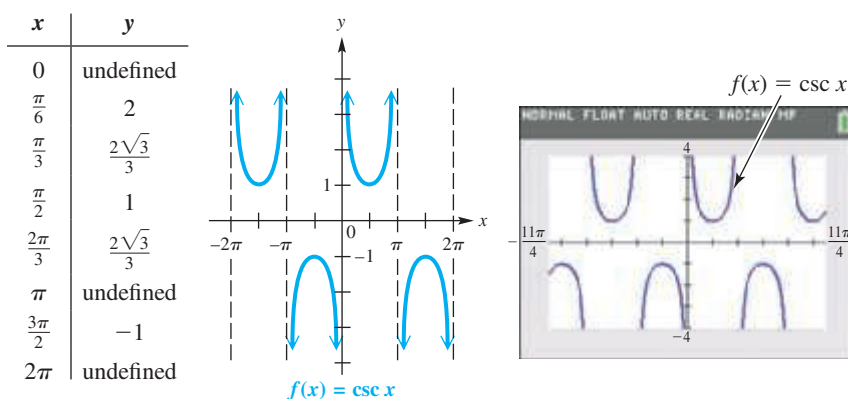 x y
0 undefined
π/6 2
π/3 2√3/3
π/2 1
2π/3 2√3/3
π undefined
3π/2 −1
2π undefined
y
1
−2π −π 0 π 2π x
−1
f(x) = csc x
f(x) = csc x
NORMAL FLOAT AUTO REAL RADIAN MP
4
−11π/4 11π/4
−4